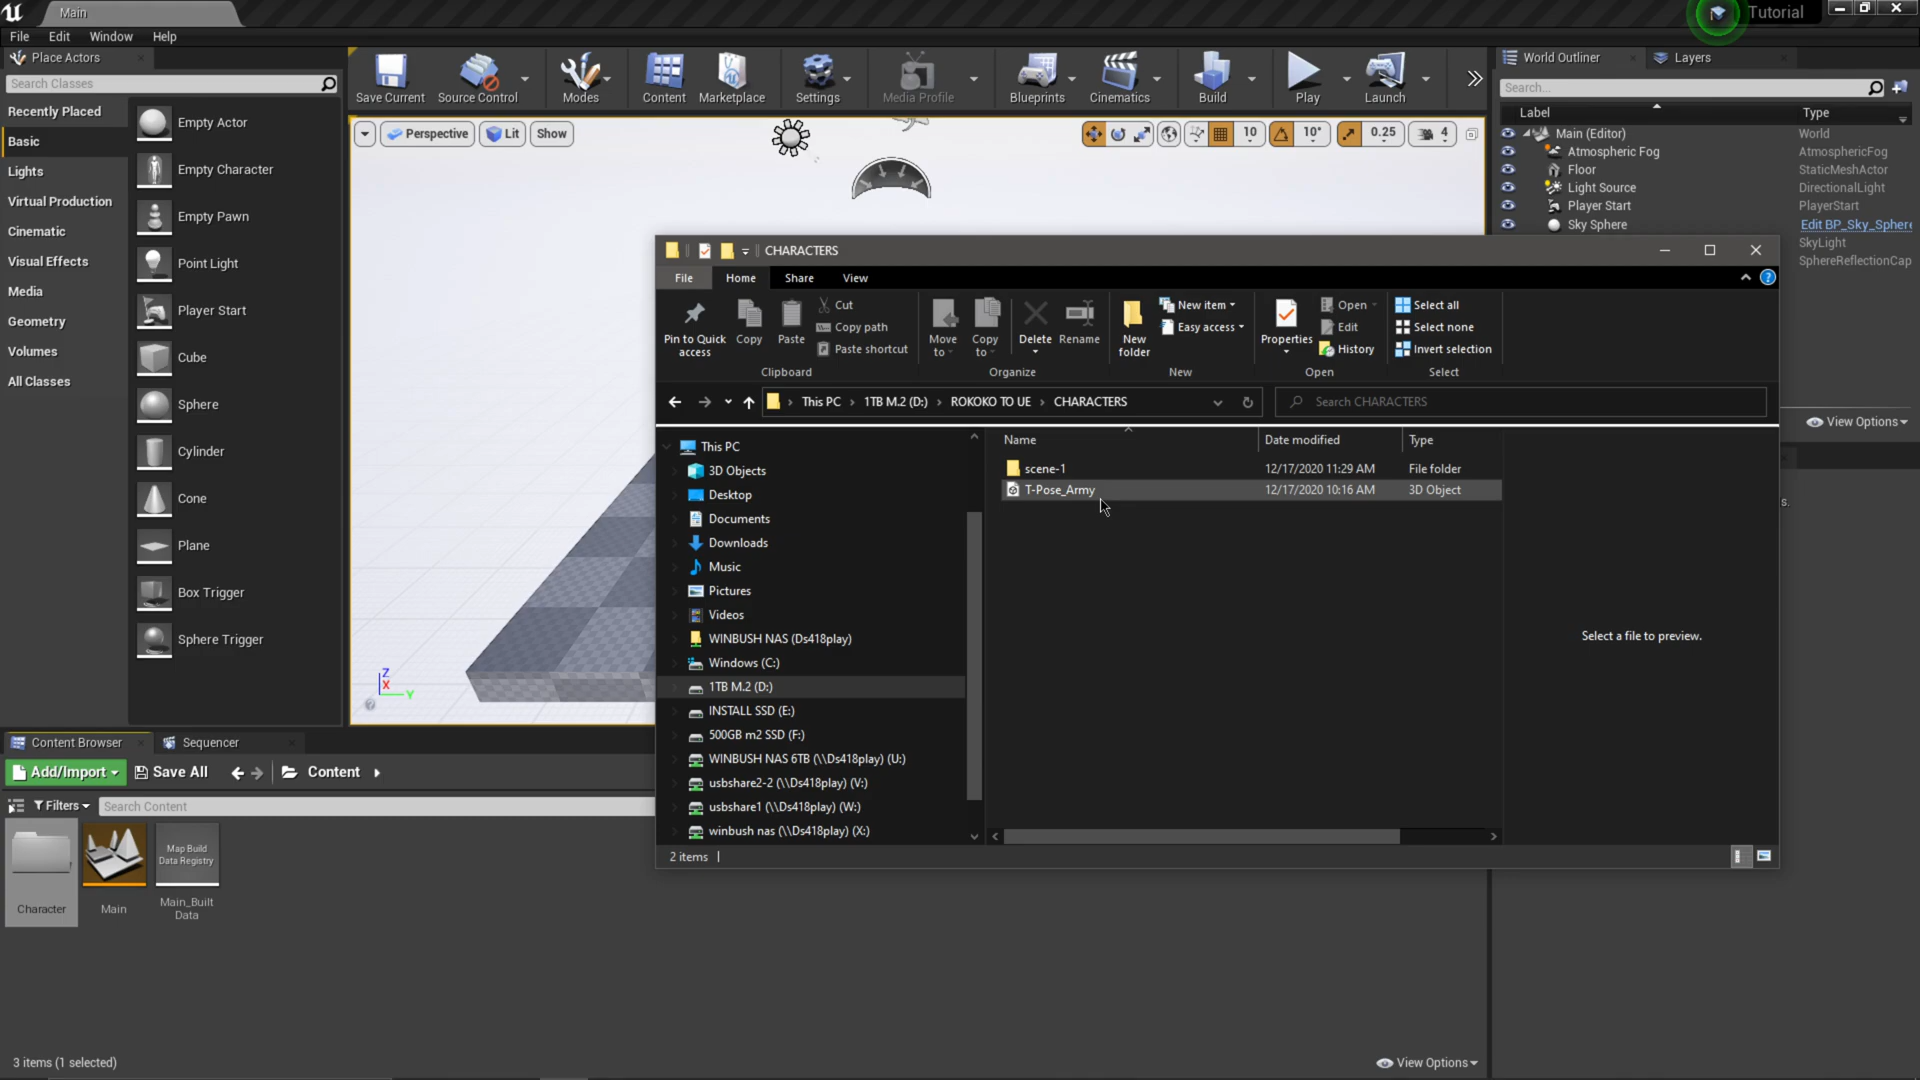 Main
Tutorial
File Edit Window Help
Place Actors
Search Classes
Recently Placed
Basic
Lights
Virtual Production
Cinematic
Visual Effects
Media
Geometry
Volumes
All Classes
Empty Actor
Empty Character
Empty Pawn
Point Light
Player Start
Cube
Sphere
Cylinder
Cone
Plane
Box Trigger
Sphere Trigger
Save Current Source Control Modes Content Marketplace Settings Media Profile Blueprints Cinematics Build Play Launch
Perspective Lit Show
10 10° 0.25 4
Z
X
Y
World Outliner Layers
Search...
Label Type
Main (Editor) World
Atmospheric Fog AtmosphericFog
Floor StaticMeshActor
Light Source DirectionalLight
Player Start PlayerStart
Sky Sphere Edit BP_Sky_Sphere
SkyLight
SphereReflectionCap
View Options
s.
CHARACTERS
File Home Share View
Pin to Quick access
Copy
Paste
Cut
Copy path
Paste shortcut
Clipboard
Move to
Copy to
Delete
Rename
Organize
New folder
New item
Easy access
New
Properties
Open
Edit
History
Open
Select all
Select none
Invert selection
Select
This PC 1TB M.2 (D:) ROKOKO TO UE CHARACTERS
Search CHARACTERS
This PC
3D Objects
Desktop
Documents
Downloads
Music
Pictures
Videos
WINBUSH NAS (Ds418play)
Windows (C:)
1TB M.2 (D:)
INSTALL SSD (E:)
500GB m2 SSD (F:)
WINBUSH NAS 6TB (\\Ds418play) (U:)
usbshare2-2 (\\Ds418play) (V:)
usbshare1 (\\Ds418play) (W:)
winbush nas (\\Ds418play) (X:)
Name Date modified Type
scene-1 12/17/2020 11:29 AM File folder
T-Pose_Army 12/17/2020 10:16 AM 3D Object
Select a file to preview.
2 items
Content Browser Sequencer
Add/Import Save All Content
Filters Search Content
Character
Main
Map Build
Data Registry
Main_Built
Data
3 items (1 selected)
View Options